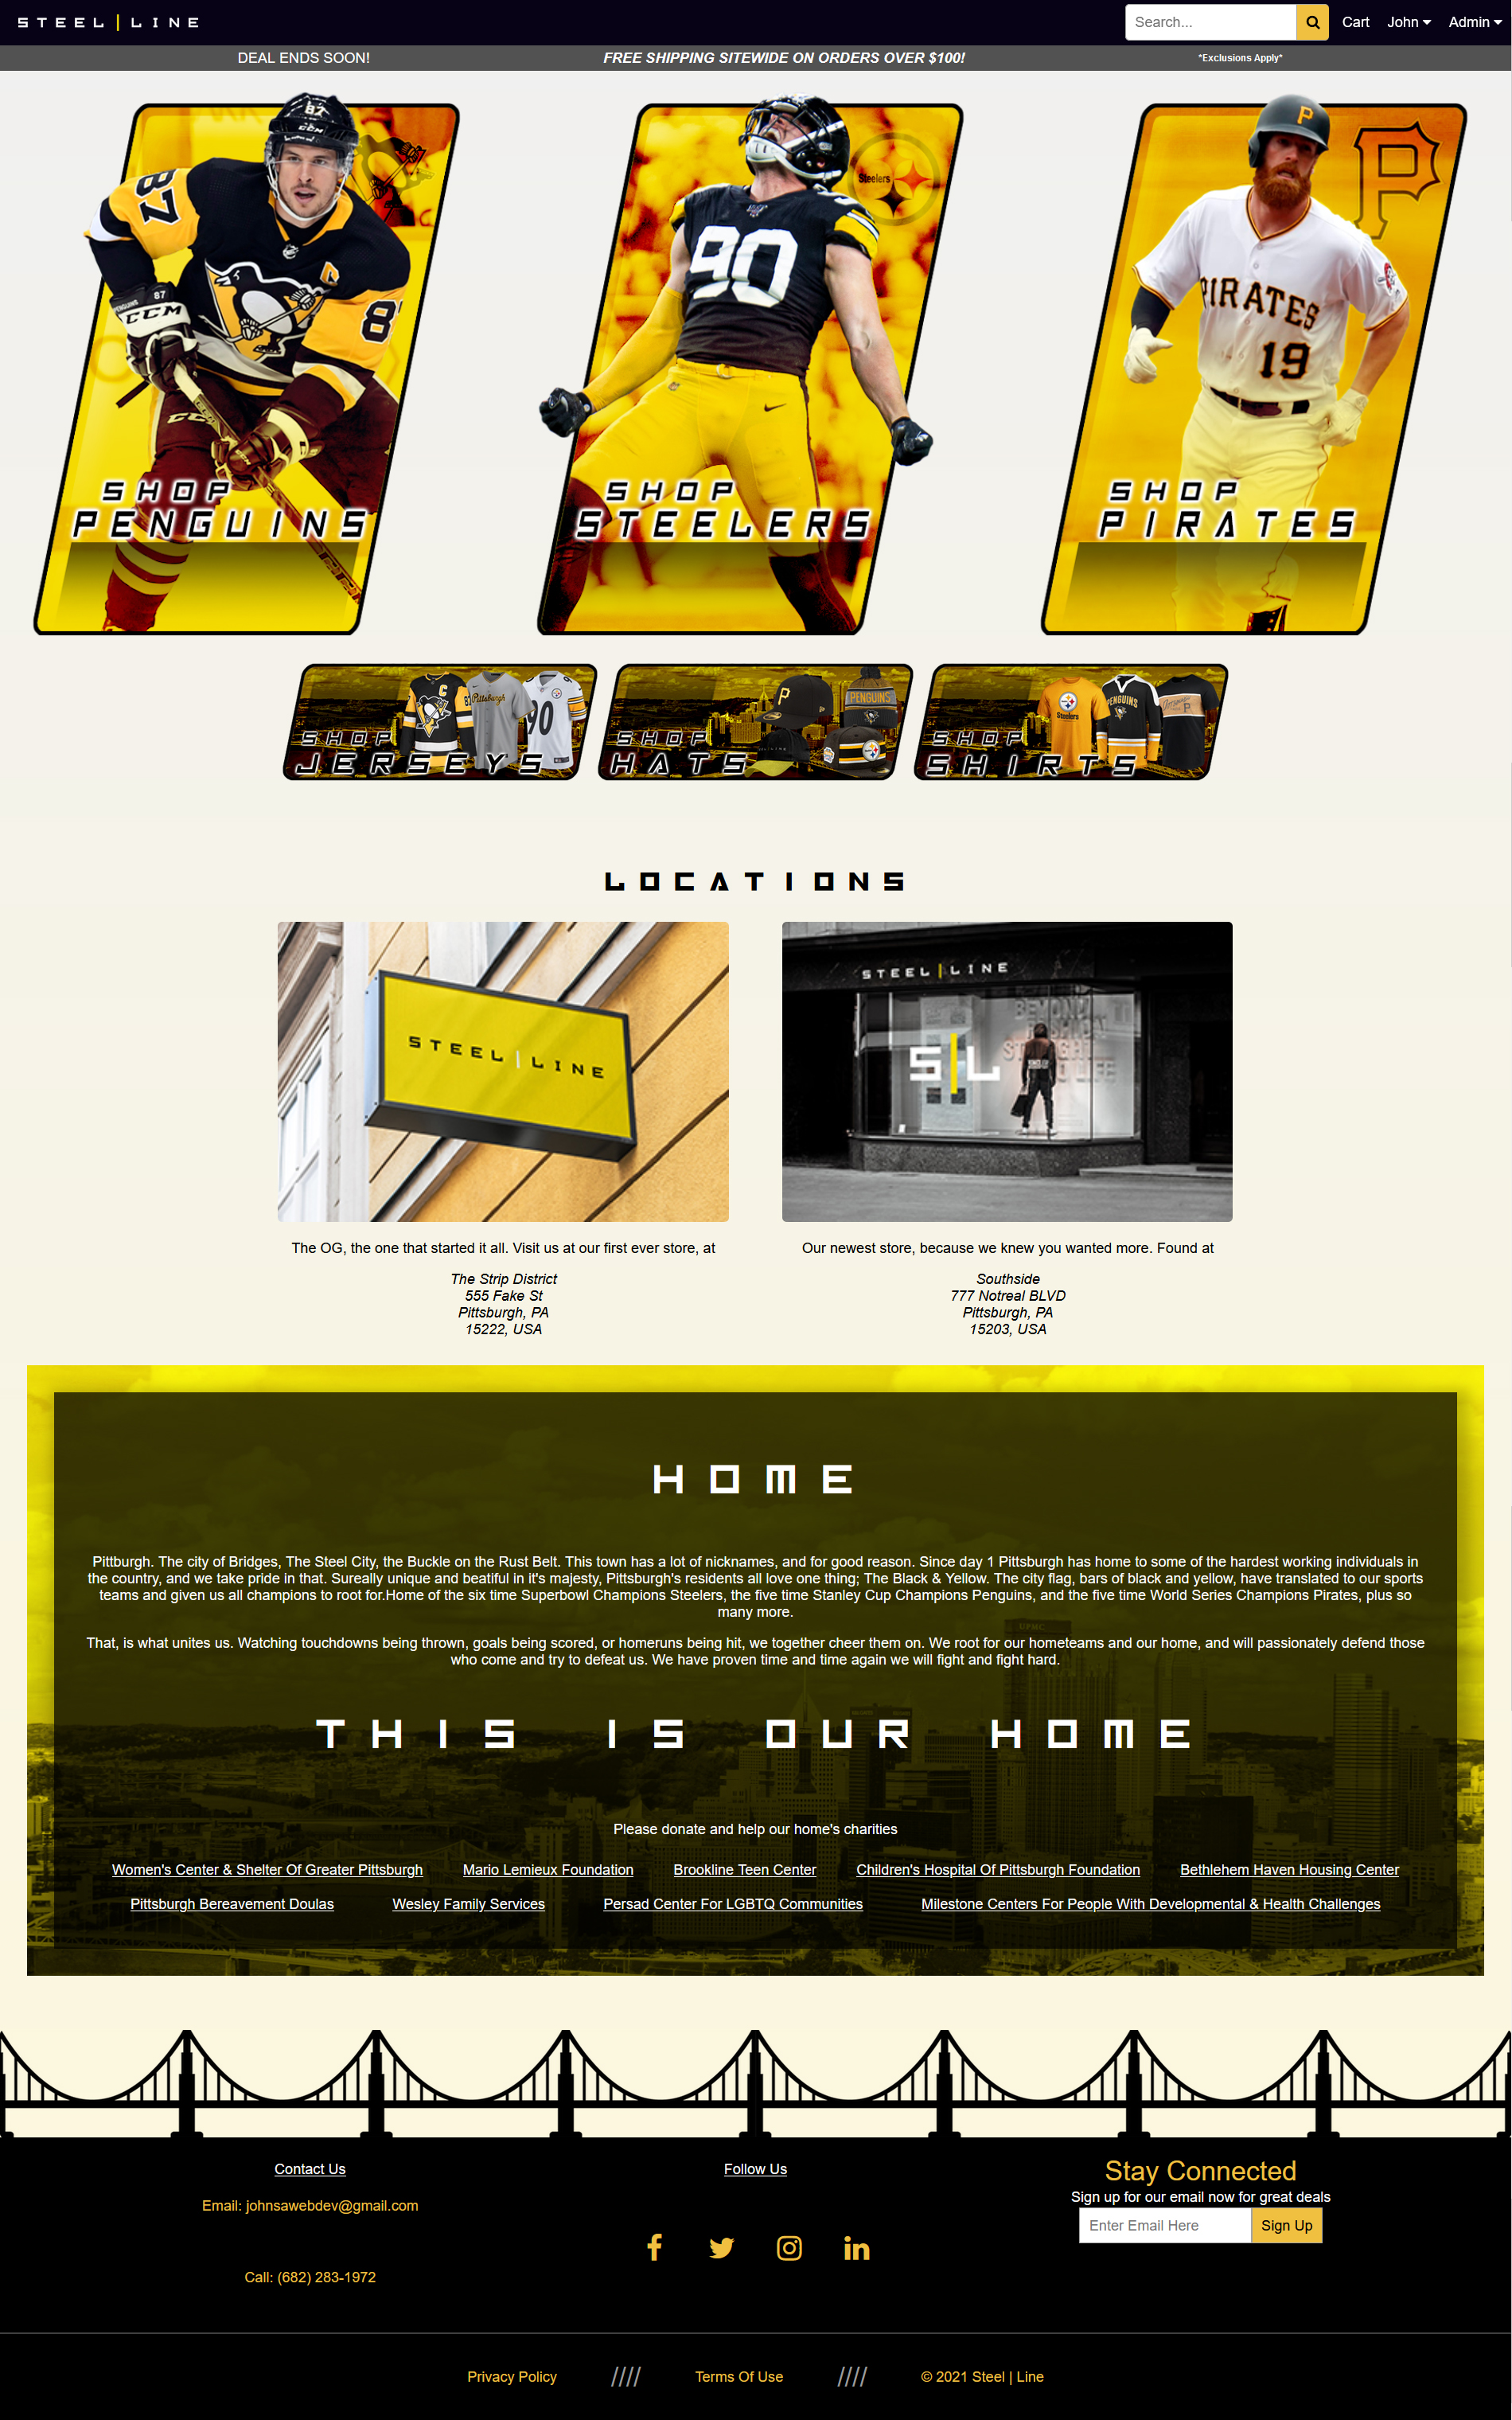 STEEL|LINE
Search...
Cart
John
Admin
DEAL ENDS SOON!
FREE SHIPPING SITEWIDE ON ORDERS OVER $100!
*Exclusions Apply*
87
CCM
87
87
CCM
8
CCM
SHOP
PENGUINS
Steelers
90
SHOP
STEELERS
P
P
PIRATES
19
SHOP
PIRATES
C
Pittsburgh
90
SHOP
JERSEYS
P
PENGUINS
SHOP
HATS
Steelers
PENGUINS
P
SHOP
SHIRTS
LOCATIONS
STEEL|LINE
STEEL|LINE
S|L
The OG, the one that started it all. Visit us at our first ever store, at
The Strip District
555 Fake St
Pittsburgh, PA
15222, USA
Our newest store, because we knew you wanted more. Found at
Southside
777 Notreal BLVD
Pittsburgh, PA
15203, USA
HOME
Pittburgh. The city of Bridges, The Steel City, the Buckle on the Rust Belt. This town has a lot of nicknames, and for good reason. Since day 1 Pittsburgh has home to some of the hardest working individuals in
the country, and we take pride in that. Sureally unique and beatiful in it's majesty, Pittsburgh's residents all love one thing; The Black & Yellow. The city flag, bars of black and yellow, have translated to our sports
teams and given us all champions to root for.Home of the six time Superbowl Champions Steelers, the five time Stanley Cup Champions Penguins, and the five time World Series Champions Pirates, plus so
many more.
UPMC
That, is what unites us. Watching touchdowns being thrown, goals being scored, or homeruns being hit, we together cheer them on. We root for our hometeams and our home, and will passionately defend those
who come and try to defeat us. We have proven time and time again we will fight and fight hard.
THIS IS OUR HOME
Please donate and help our home's charities
Women's Center & Shelter Of Greater Pittsburgh
Mario Lemieux Foundation
Brookline Teen Center
Children's Hospital Of Pittsburgh Foundation
Bethlehem Haven Housing Center
Pittsburgh Bereavement Doulas
Wesley Family Services
Persad Center For LGBTQ Communities
Milestone Centers For People With Developmental & Health Challenges
Contact Us
Email: johnsawebdev@gmail.com
Call: (682) 283-1972
Follow Us
Stay Connected
Sign up for our email now for great deals
Enter Email Here
Sign Up
Privacy Policy
////
Terms Of Use
////
© 2021 Steel | Line